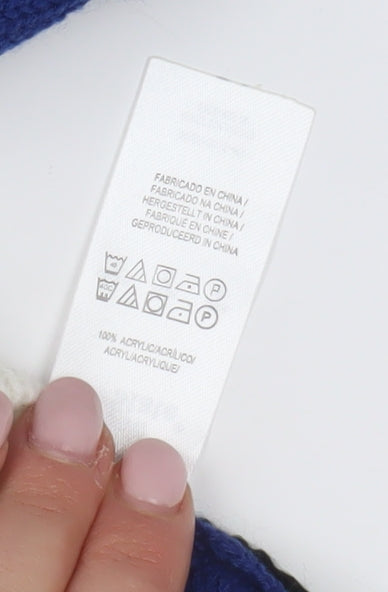 FABRICADO EN CHINA/
FABRICADO NA CHINA/
HERGESTELLT IN CHINA/
FABRIQUÉ EN CHINE/
GEPRODUCEERD IN CHINA
P
P
100% ACRYLIC/ACRÍLICO/
ACRYL/ACRYLIQUE/